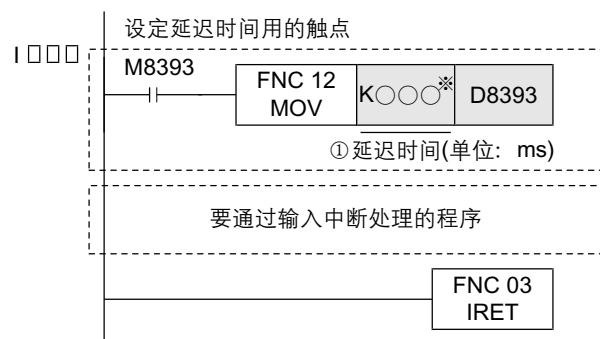 设定延迟时间用的触点
I□□□
M8393
FNC 12
MOV
K○○○※
D8393
①延迟时间(单位: ms)
要通过输入中断处理的程序
FNC 03
IRET